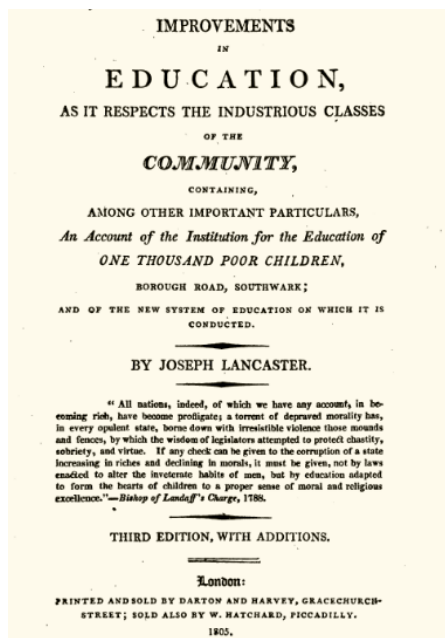 IMPROVEMENTS
IN
EDUCATION,
AS IT RESPECTS THE INDUSTRIOUS CLASSES
OF THE
COMMUNITY,
CONTAINING,
AMONG OTHER IMPORTANT PARTICULARS,
An Account of the Institution for the Education of
ONE THOUSAND POOR CHILDREN,
BOROUGH ROAD, SOUTHWARK;
AND OF THE NEW SYSTEM OF EDUCATION ON WHICH IT IS
CONDUCTED.
BY JOSEPH LANCASTER.
“ All nations, indeed, of which we have any account, in be-
coming rich, have become profligate; a torrent of depraved morality has,
in every opulent state, borne down with irresistible violence those mounds
and fences, by which the wisdom of legislators attempted to protect chastity,
sobriety, and virtue. If any check can be given to the corruption of a state
increasing in riches and declining in morals, it must be given, not by laws
enacted to alter the inveterate habits of men, but by education adapted
to form the hearts of children to a proper sense of moral and religious
excellence.”—Bishop of Landaff's Charge, 1788.
THIRD EDITION, WITH ADDITIONS.
London:
PRINTED AND SOLD BY DARTON AND HARVEY, GRACECHURCH-
STREET; SOLD ALSO BY W. HATCHARD, PICCADILLY.
1805.